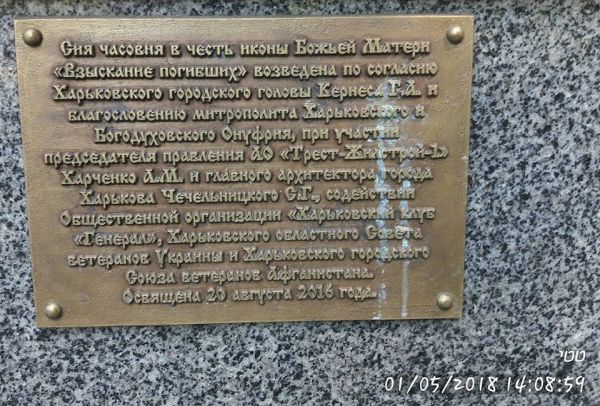 Сия часовня в честь иконы Божьей Матери
«Взыскание погивших» возведена по согласию
Харьковского городского головы Кернеса Г.А. и
благословению митрополита Харьковского и
Богодуховского Онуфрия, при участии
председателя правления АО «Трест-Жилстрой-1»
Харченко А.М. и главного архитектора города
Харькова Чечельницкого С.Г., содействии
Общественной организации «Харьковский клуб
«Генерал», Харьковского областного Совета
ветеранов Украины и Харьковского городского
Союза ветеранов Афганистана.
Освящена 20 августа 2016 года.
טטי
01/05/2018 14:08:59